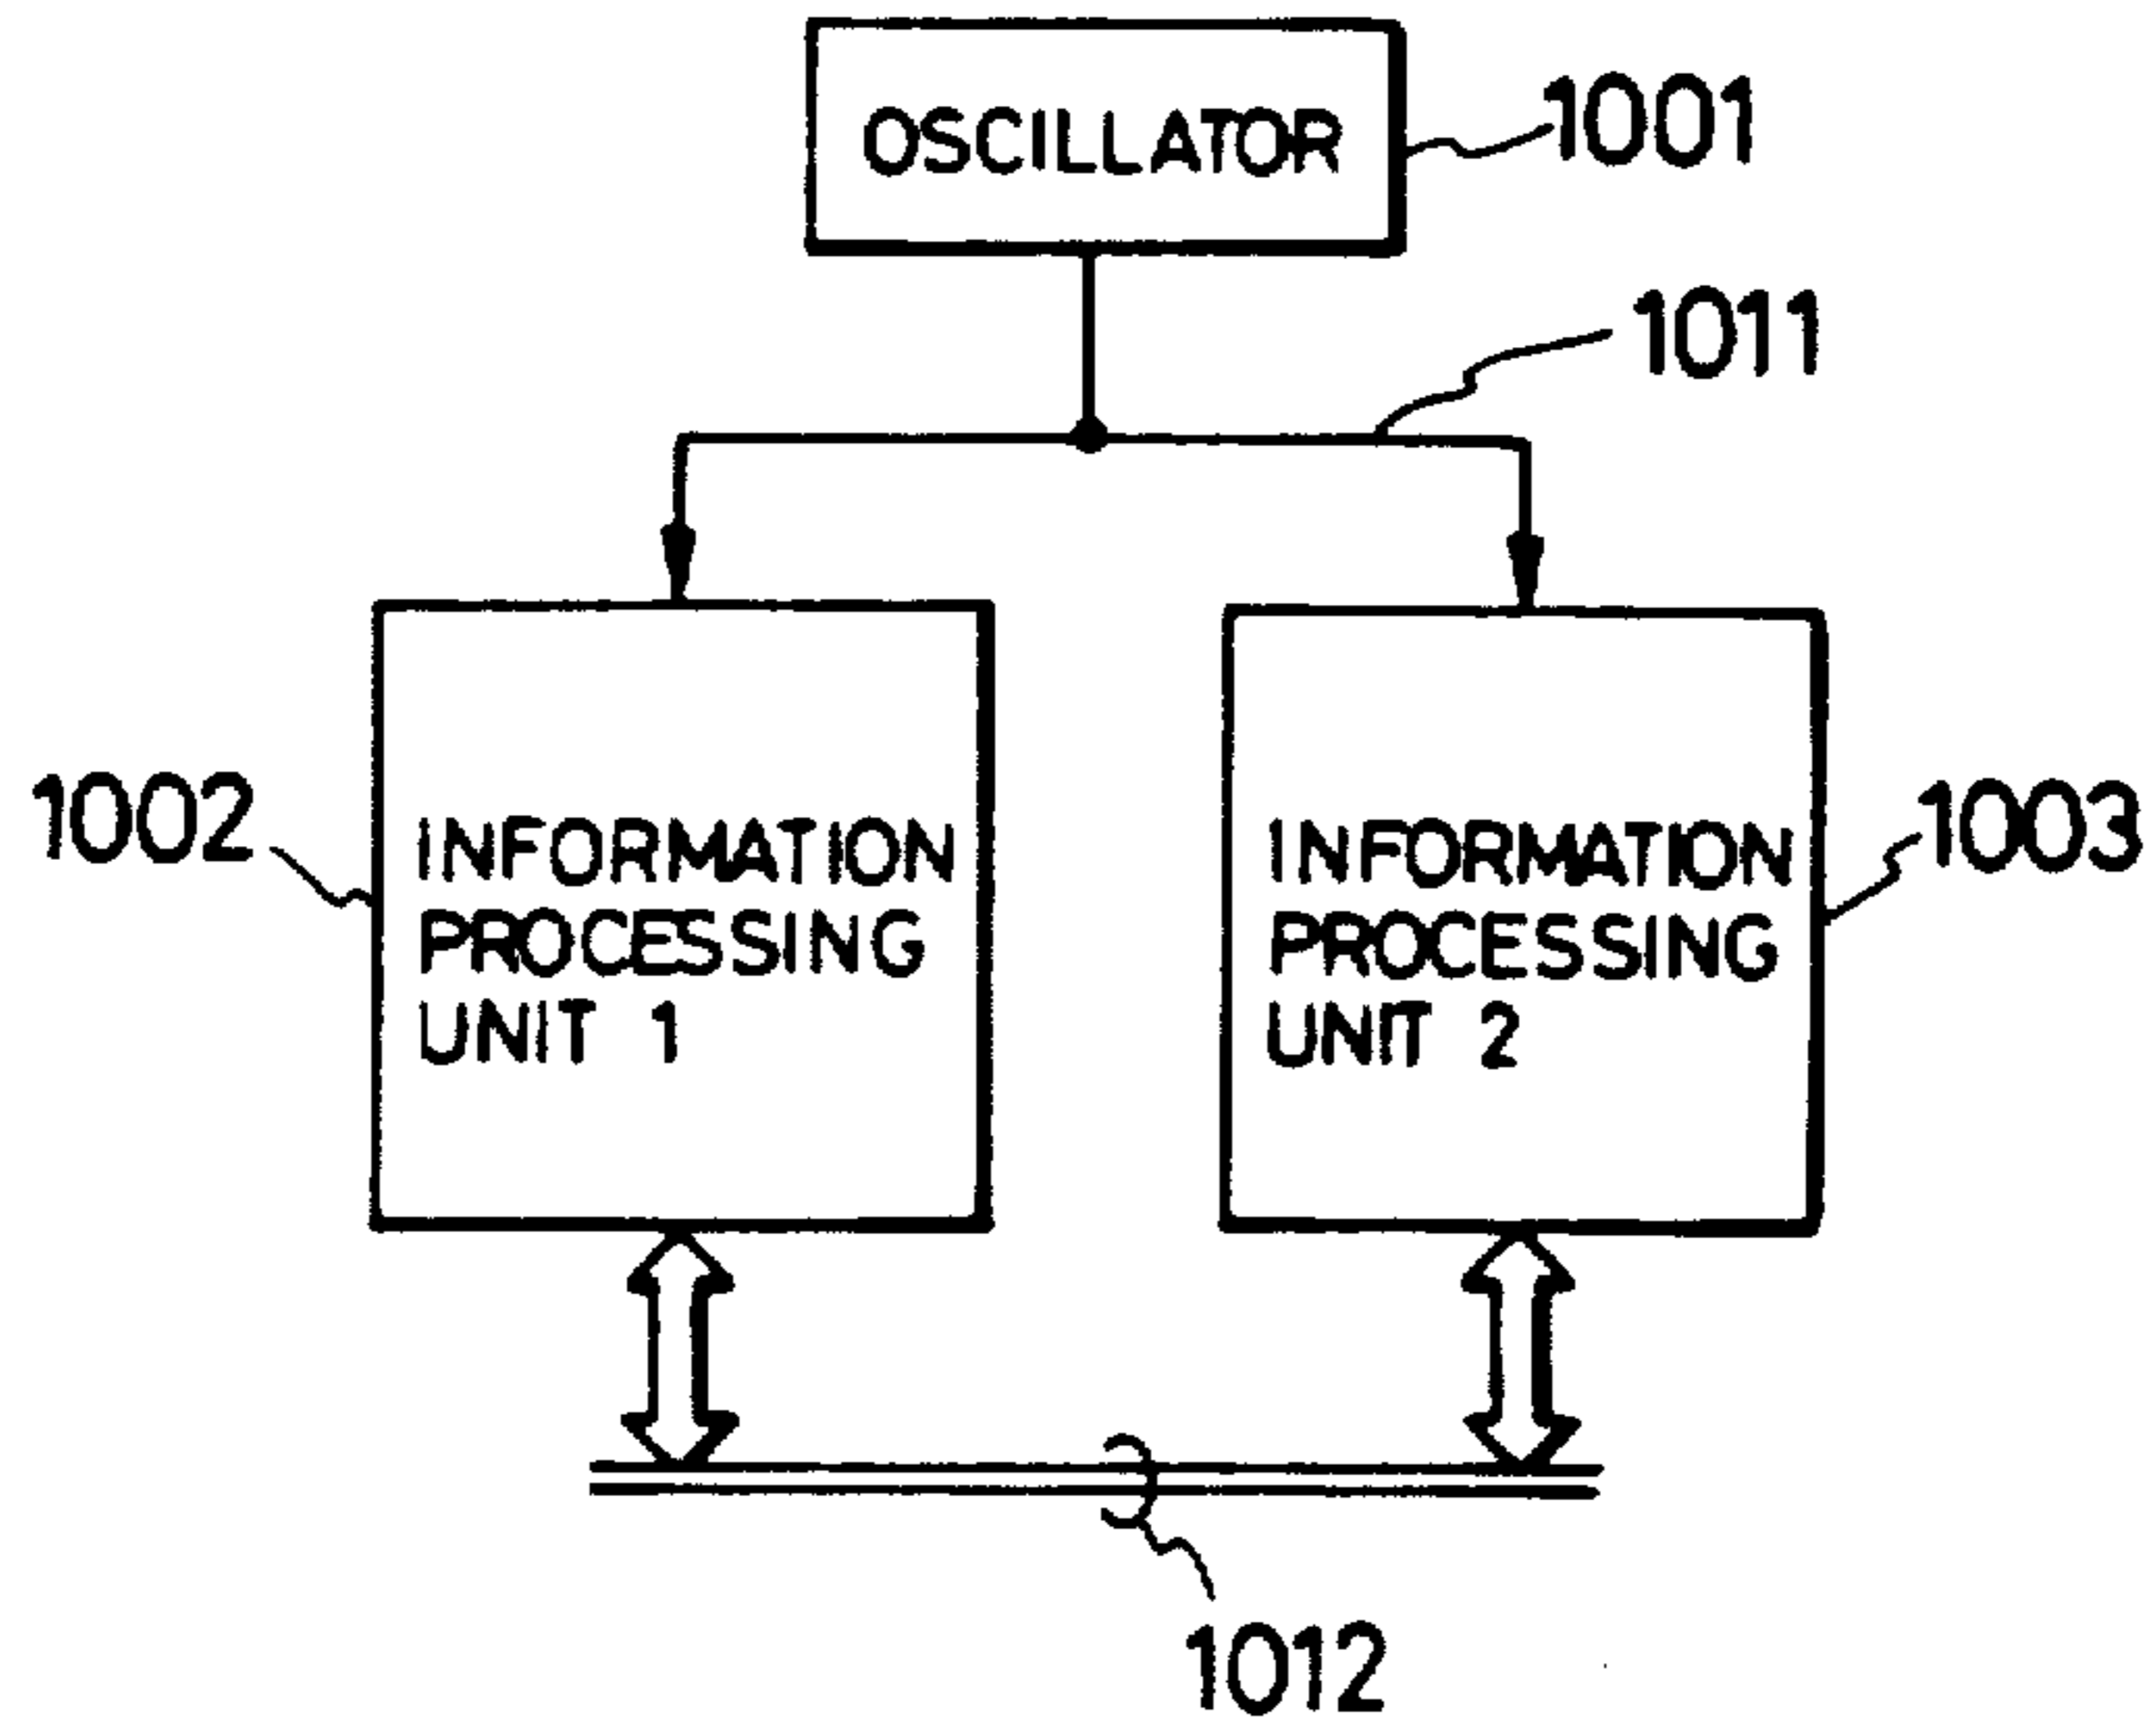 OSCILLATOR
1001
1011
1002
INFORMATION
PROCESSING
UNIT 1
INFORMATION
PROCESSING
UNIT 2
1003
1012